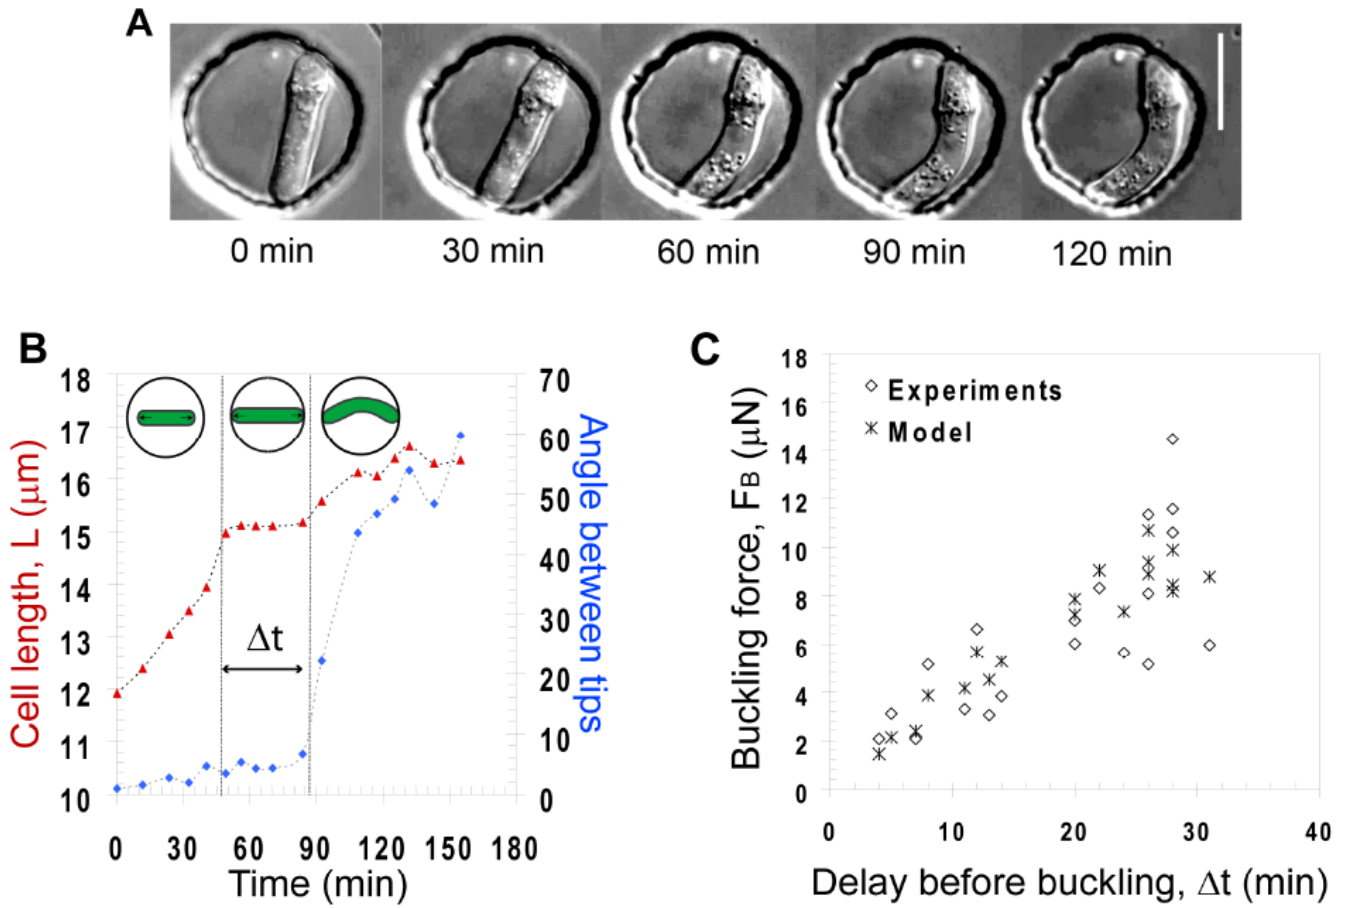 A
0 min 30 min 60 min 90 min 120 min
B
Cell length, L (μm)
18
17
16
15
14
13
12
11
10
Δt
70
60
50
40
30
20
10
0
Angle between tips
0 30 60 90 120 150 180
Time (min)
C
Buckling force, FB (μN)
18
16
14
12
10
8
6
4
2
0
Experiments
Model
0 10 20 30 40
Delay before buckling, Δt (min)